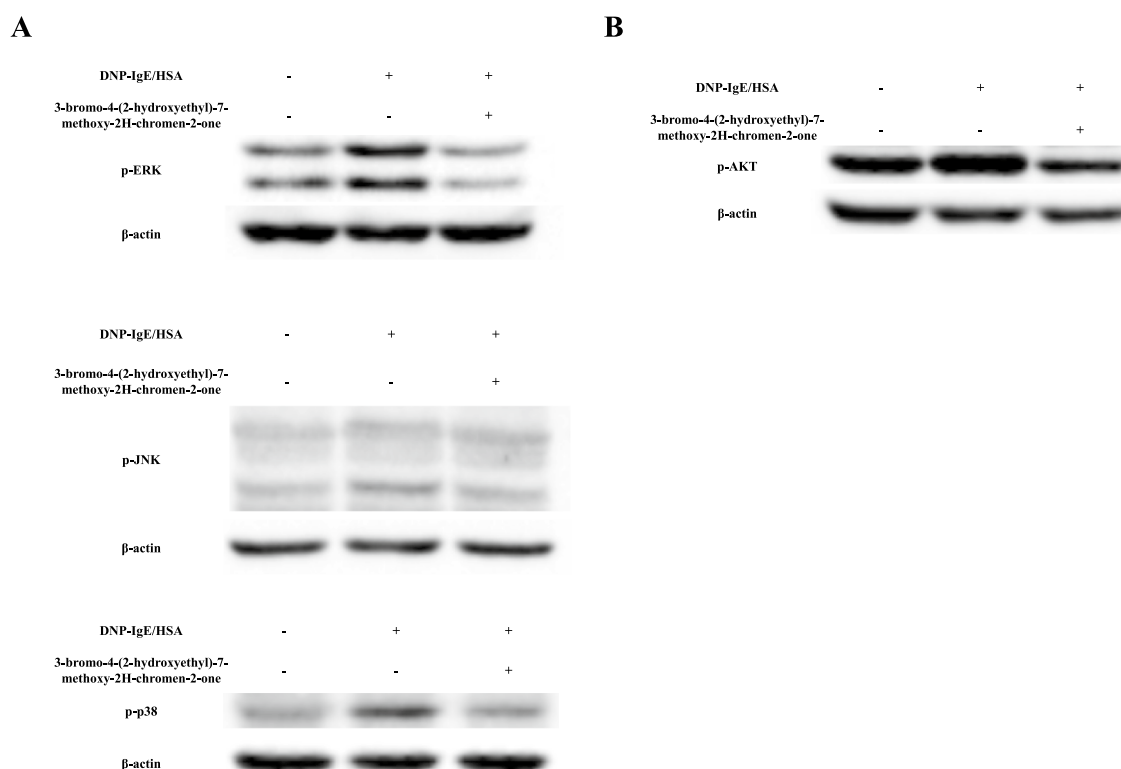 A
DNP-IgE/HSA - + +
3-bromo-4-(2-hydroxyethyl)-7-
methoxy-2H-chromen-2-one - - +
p-ERK
β-actin
DNP-IgE/HSA - + +
3-bromo-4-(2-hydroxyethyl)-7-
methoxy-2H-chromen-2-one - - +
p-JNK
β-actin
DNP-IgE/HSA - + +
3-bromo-4-(2-hydroxyethyl)-7-
methoxy-2H-chromen-2-one - - +
p-p38
β-actin
B
DNP-IgE/HSA - + +
3-bromo-4-(2-hydroxyethyl)-7-
methoxy-2H-chromen-2-one - - +
p-AKT
β-actin